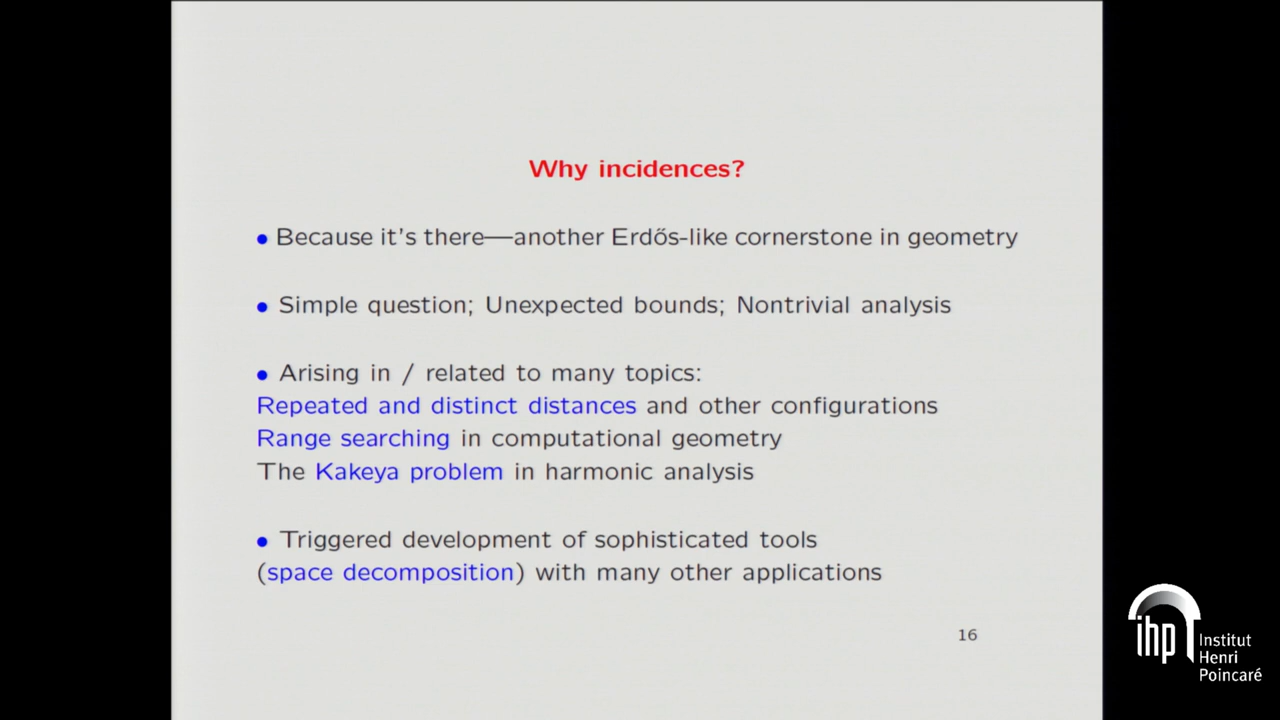 Why incidences?
• Because it's there—another Erdős-like cornerstone in geometry
• Simple question; Unexpected bounds; Nontrivial analysis
• Arising in / related to many topics:
Repeated and distinct distances and other configurations
Range searching in computational geometry
The Kakeya problem in harmonic analysis
• Triggered development of sophisticated tools
(space decomposition) with many other applications
16
ihp
Institut
Henri
Poincaré